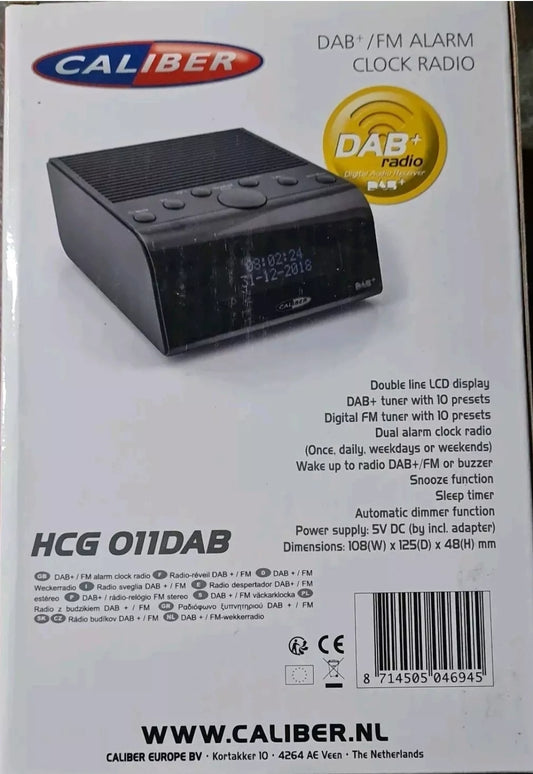 CALIBER
DAB+/FM ALARM
CLOCK RADIO
DAB+
radio
Digital Audio Receiver
DAB+
08:02:24
1-12-2018
CALIBER
DAB+
Double line LCD display
DAB+ tuner with 10 presets
Digital FM tuner with 10 presets
Dual alarm clock radio
(Once, daily, weekdays or weekends)
Wake up to radio DAB+/FM or buzzer
Snooze function
Sleep timer
Automatic dimmer function
Power supply: 5V DC (by incl. adapter)
Dimensions: 108(W) x 125(D) x 48(H) mm
HCG 011DAB
GB DAB+ / FM alarm clock radio F Radio-réveil DAB + / FM D DAB + / FM
Weckerradio I Radio sveglia DAB + / FM E Radio despertador DAB+ / FM
estéreo P DAB+ / rádio-relógio FM stereo S DAB + / FM väckarklocka PL
Radio z budzikiem DAB + / FM GR Ραδιόφωνο ξυπνητηριού DAB + / FM
SK CZ Rádio budíkov DAB + / FM NL DAB+ / FM-wekkerradio
CE
8 714505 046945
WWW.CALIBER.NL
CALIBER EUROPE BV · Kortakker 10 · 4264 AE Veen · The Netherlands